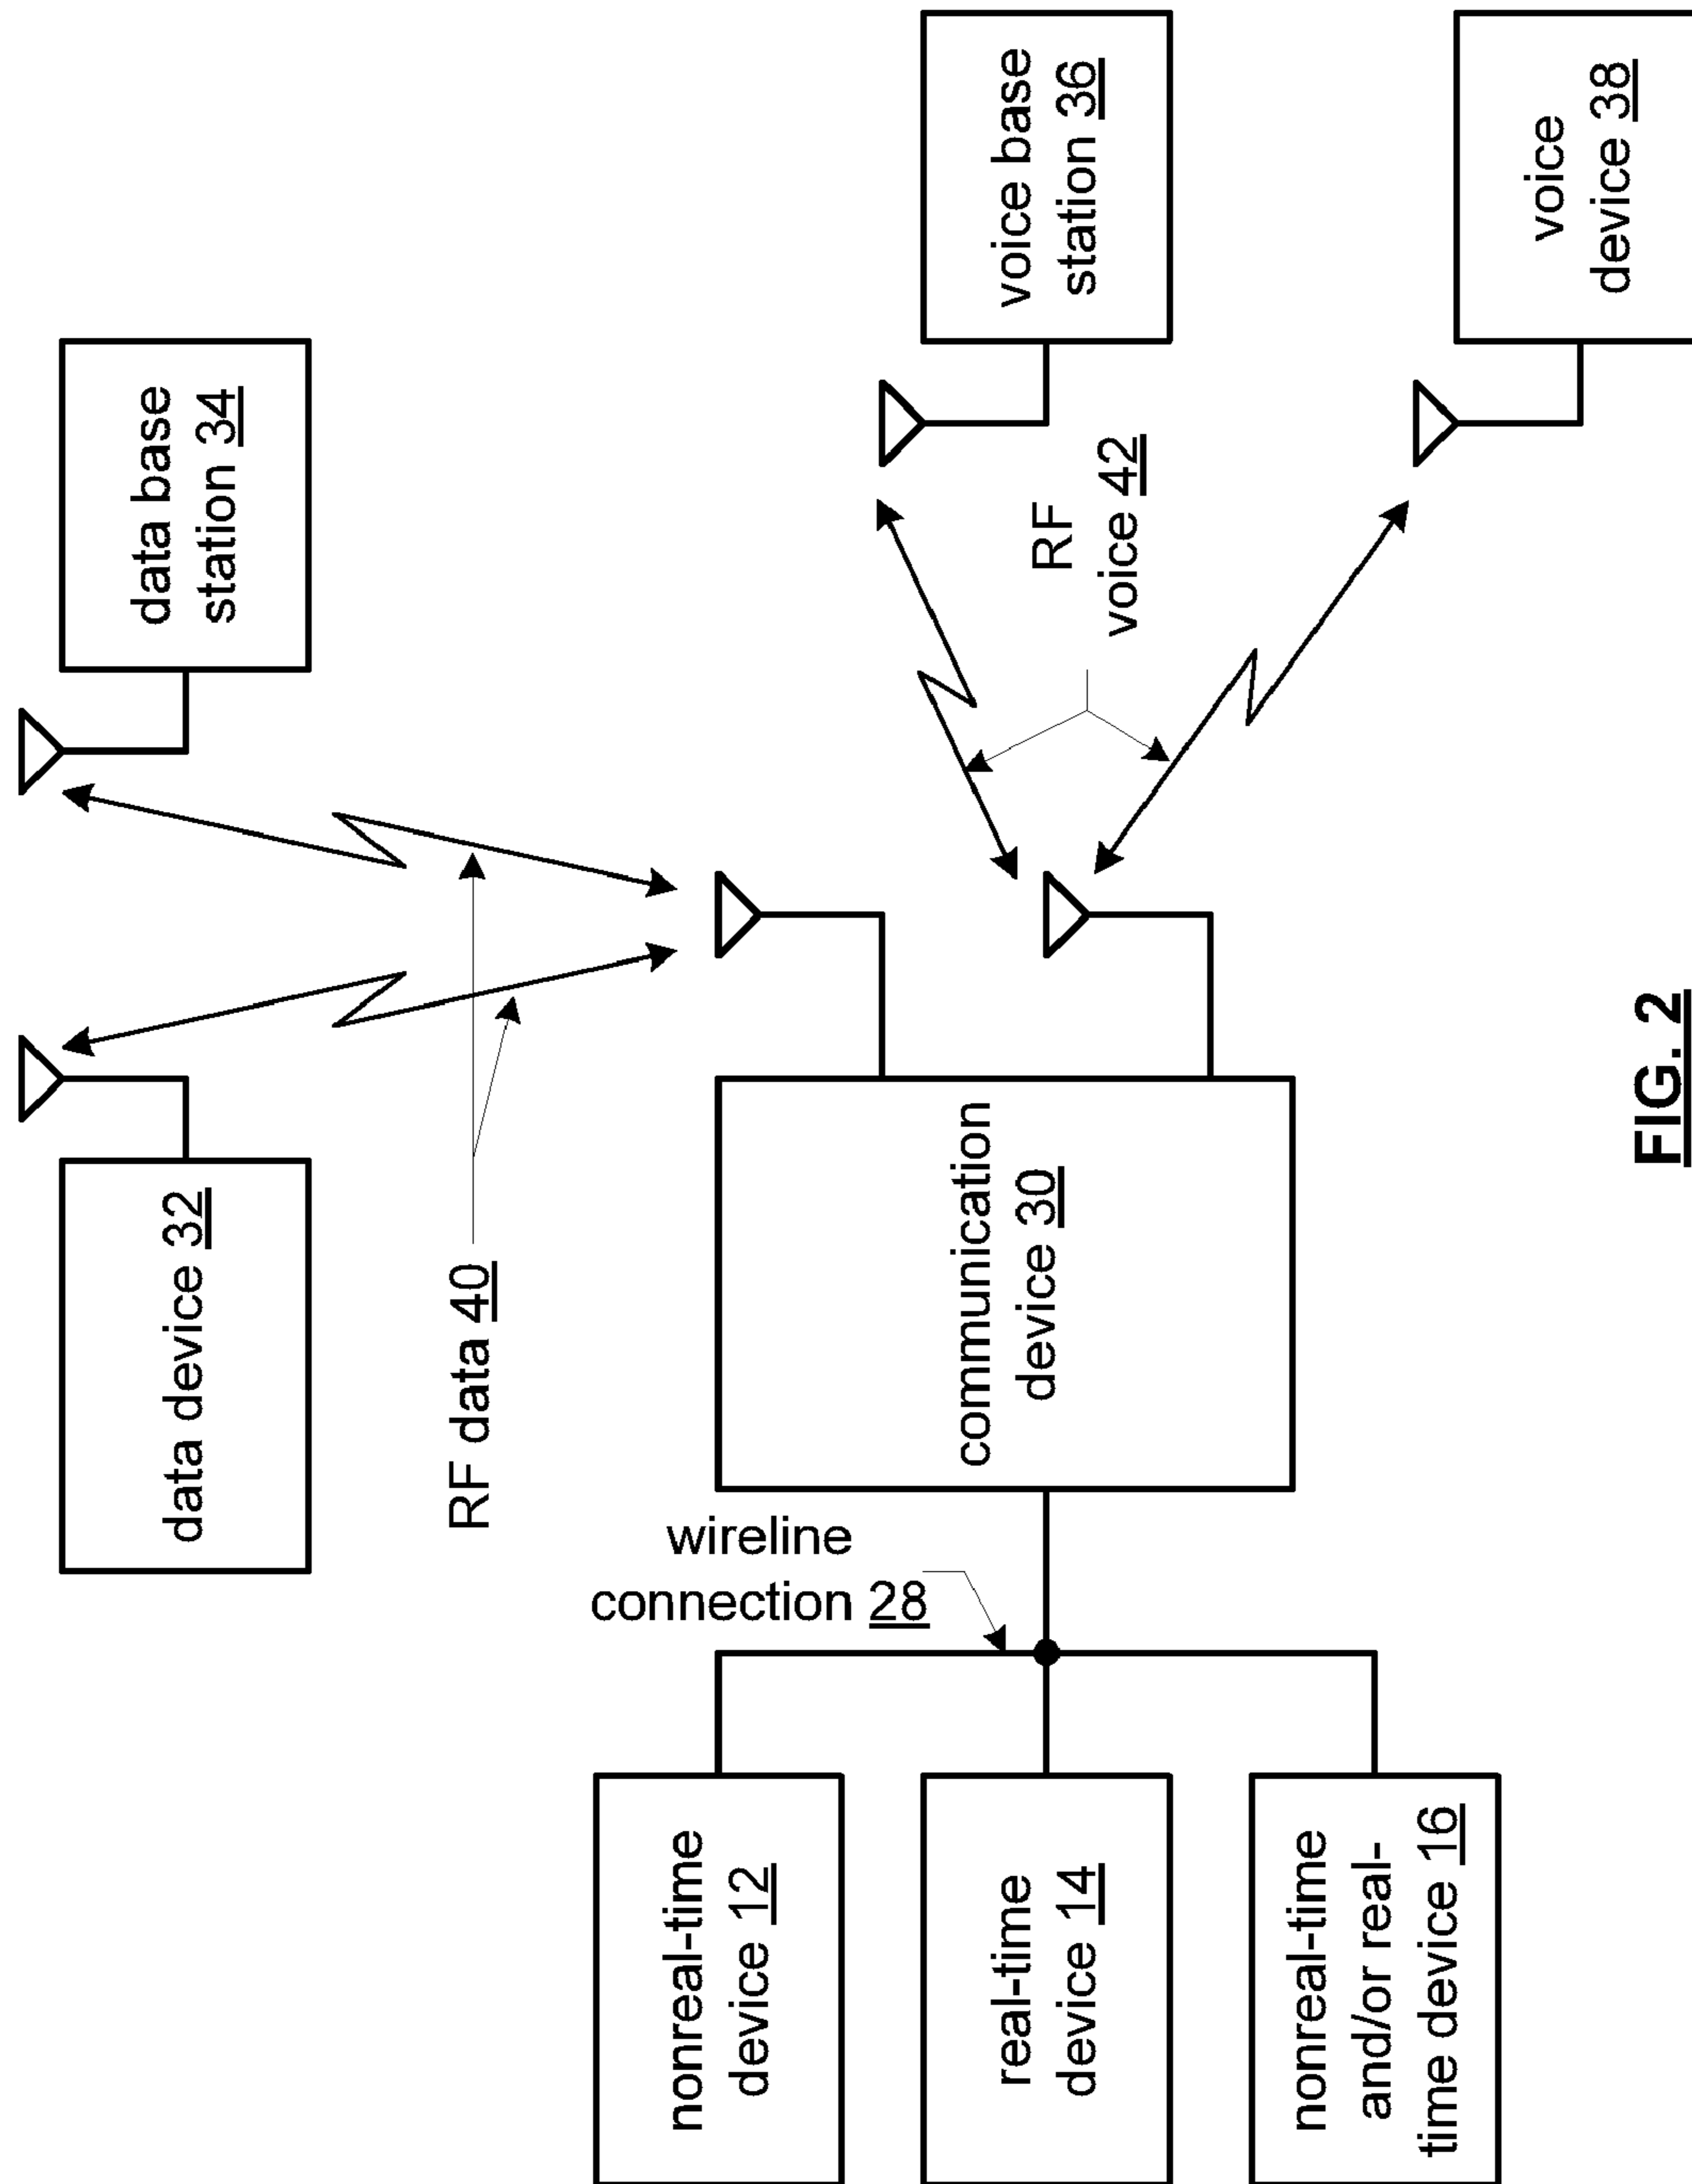 data device 32
data base
station 34
RF data 40
wireline
connection 28
nonreal-time
device 12
communication
device 30
real-time
device 14
voice base
station 36
RF
voice 42
nonreal-time
and/or real-
time device 16
voice
device 38
FIG. 2